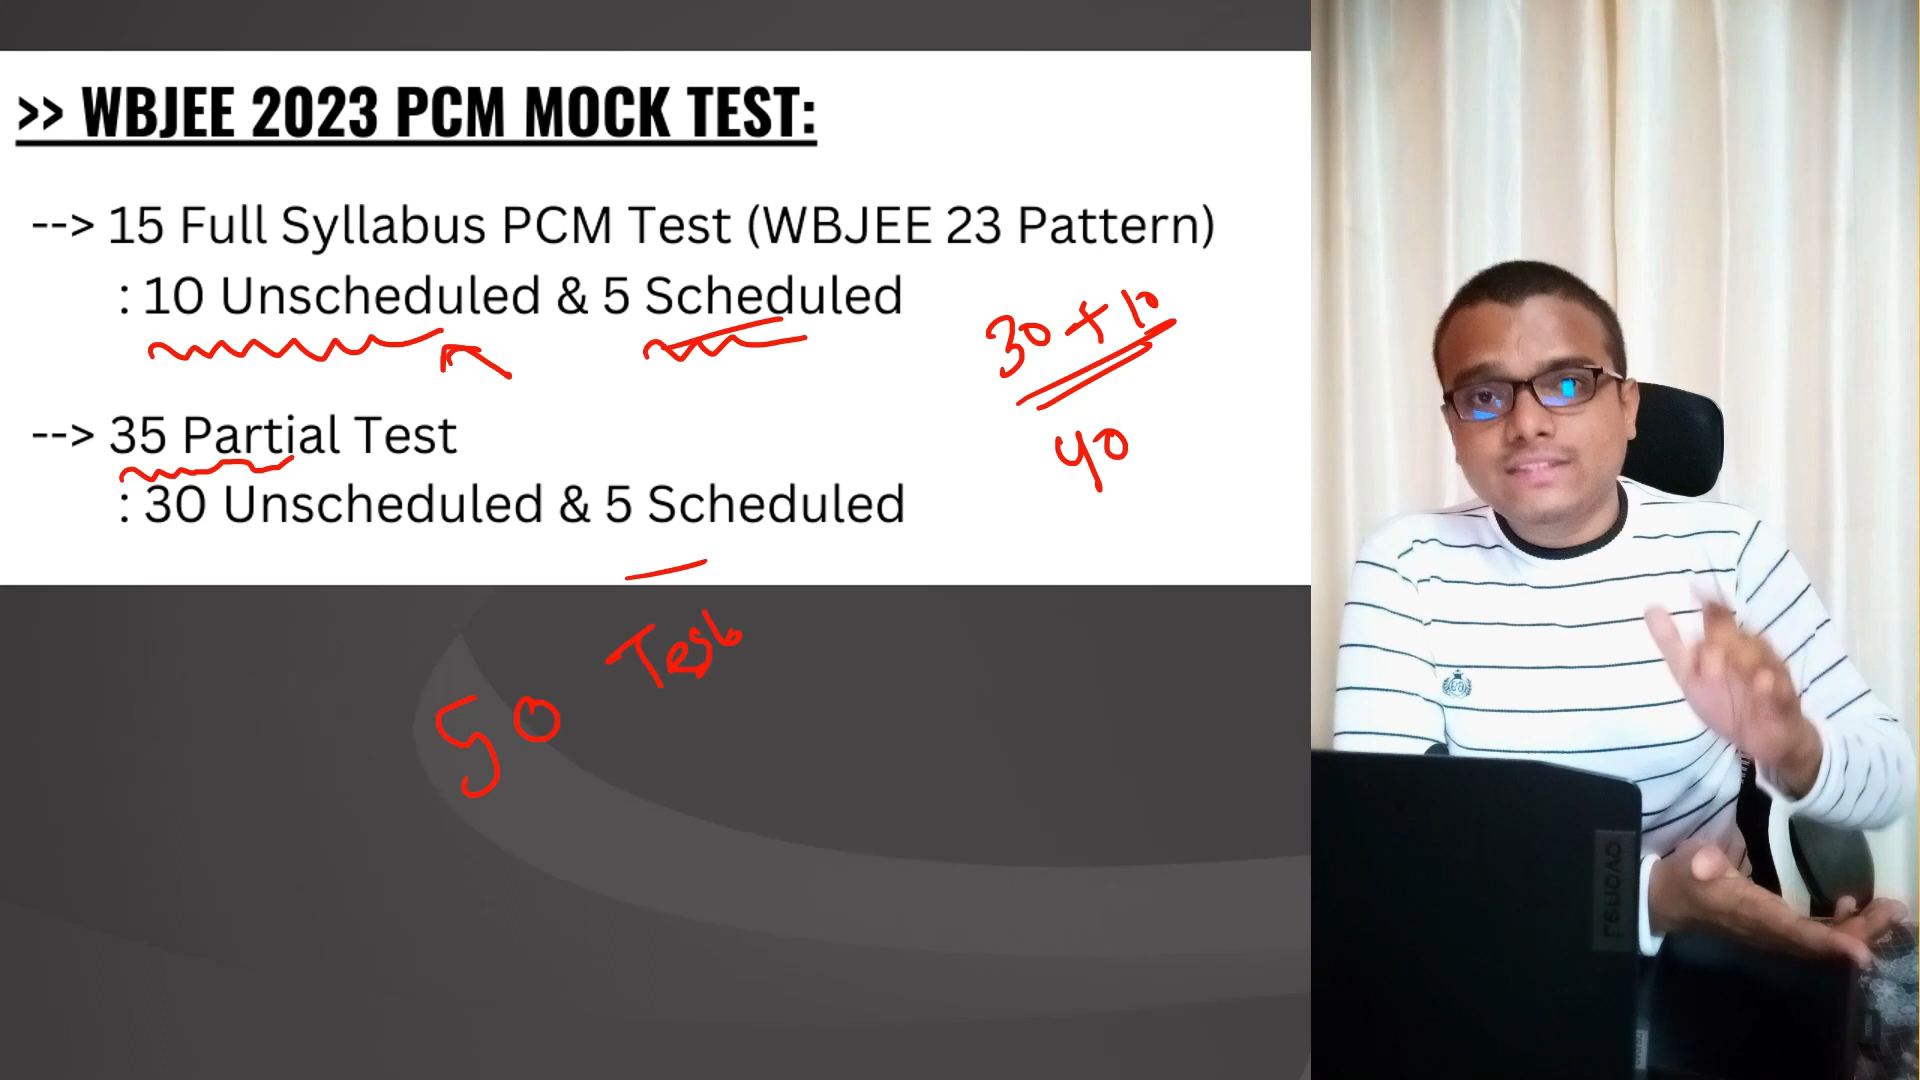 >> WBJEE 2023 PCM MOCK TEST:
--> 15 Full Syllabus PCM Test (WBJEE 23 Pattern)
: 10 Unscheduled & 5 Scheduled
30 + 10
40
--> 35 Partial Test
: 30 Unscheduled & 5 Scheduled
50 Test
Lenovo